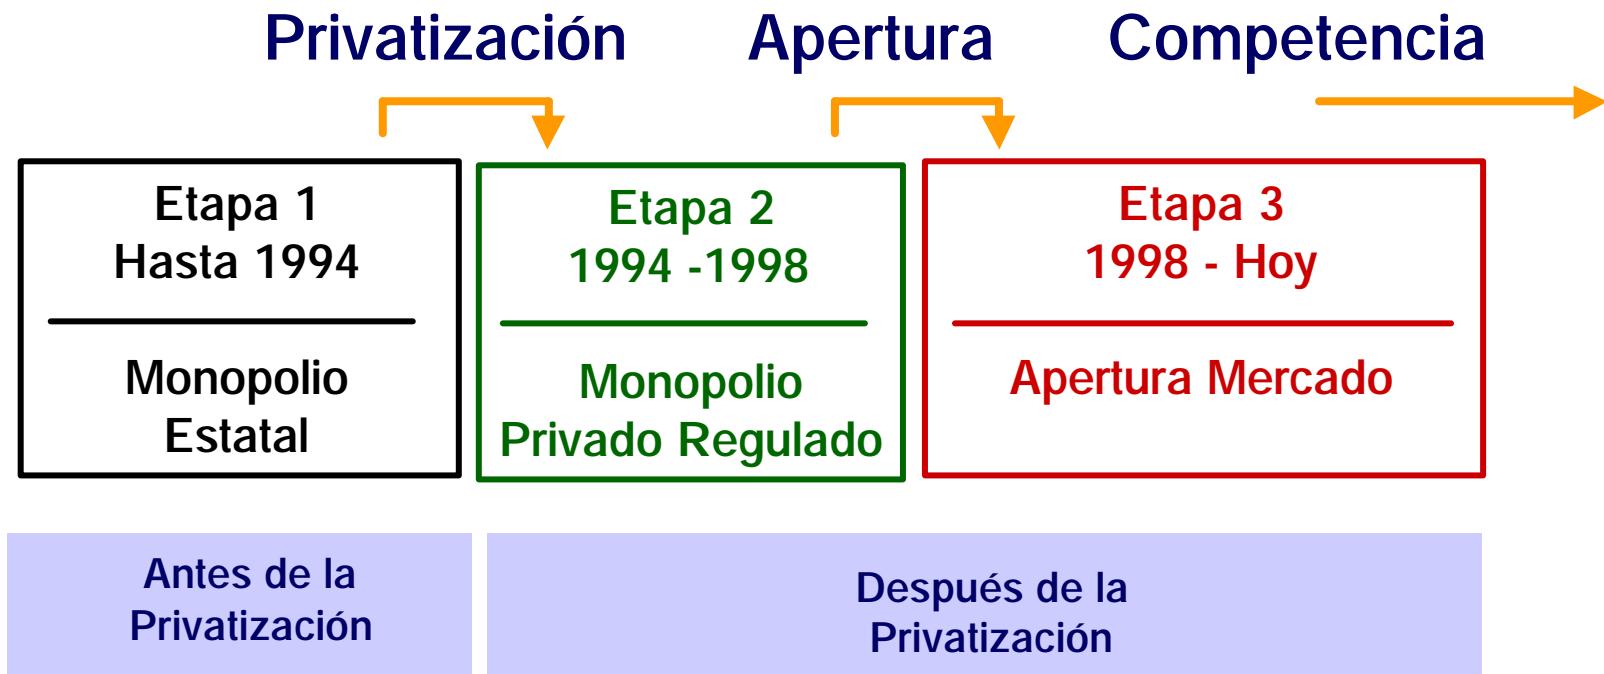 Privatización Apertura Competencia
Etapa 1
Hasta 1994
Monopolio
Estatal
Etapa 2
1994 -1998
Monopolio
Privado Regulado
Etapa 3
1998 - Hoy
Apertura Mercado
Antes de la
Privatización
Después de la
Privatización